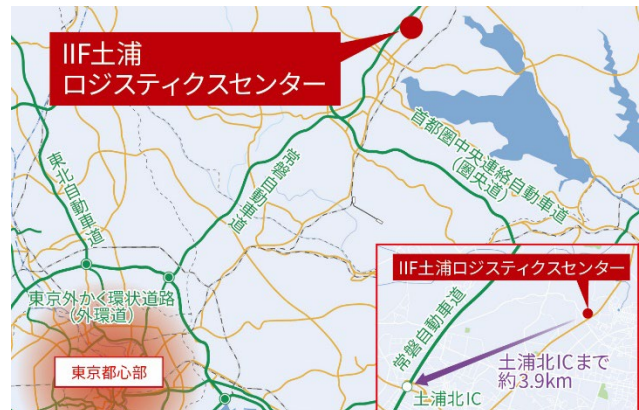 IIF土浦
ロジスティクスセンター
東北自動車道
常磐自動車道
首都圏中央連絡自動車道
(圏央道)
東京外かく環状道路
(外環道)
東京都心部
IIF土浦ロジスティクスセンター
常磐自動車道
土浦北ICまで
約3.9km
土浦北IC